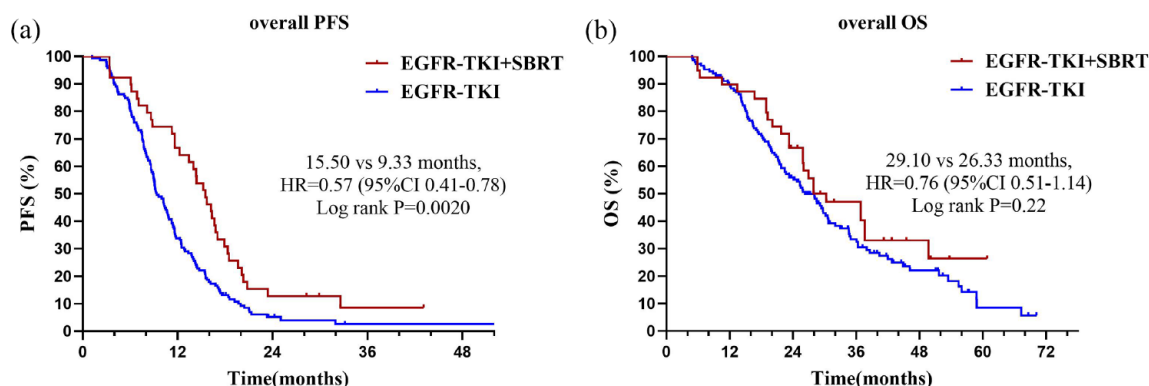 (a)
overall PFS
EGFR-TKI+SBRT
EGFR-TKI
15.50 vs 9.33 months,
HR=0.57 (95%CI 0.41-0.78)
Log rank P=0.0020
PFS (%)
100
90
80
70
60
50
40
30
20
10
0
0 12 24 36 48
Time(months)
(b)
overall OS
EGFR-TKI+SBRT
EGFR-TKI
29.10 vs 26.33 months,
HR=0.76 (95%CI 0.51-1.14)
Log rank P=0.22
OS (%)
100
90
80
70
60
50
40
30
20
10
0
0 12 24 36 48 60 72
Time(months)